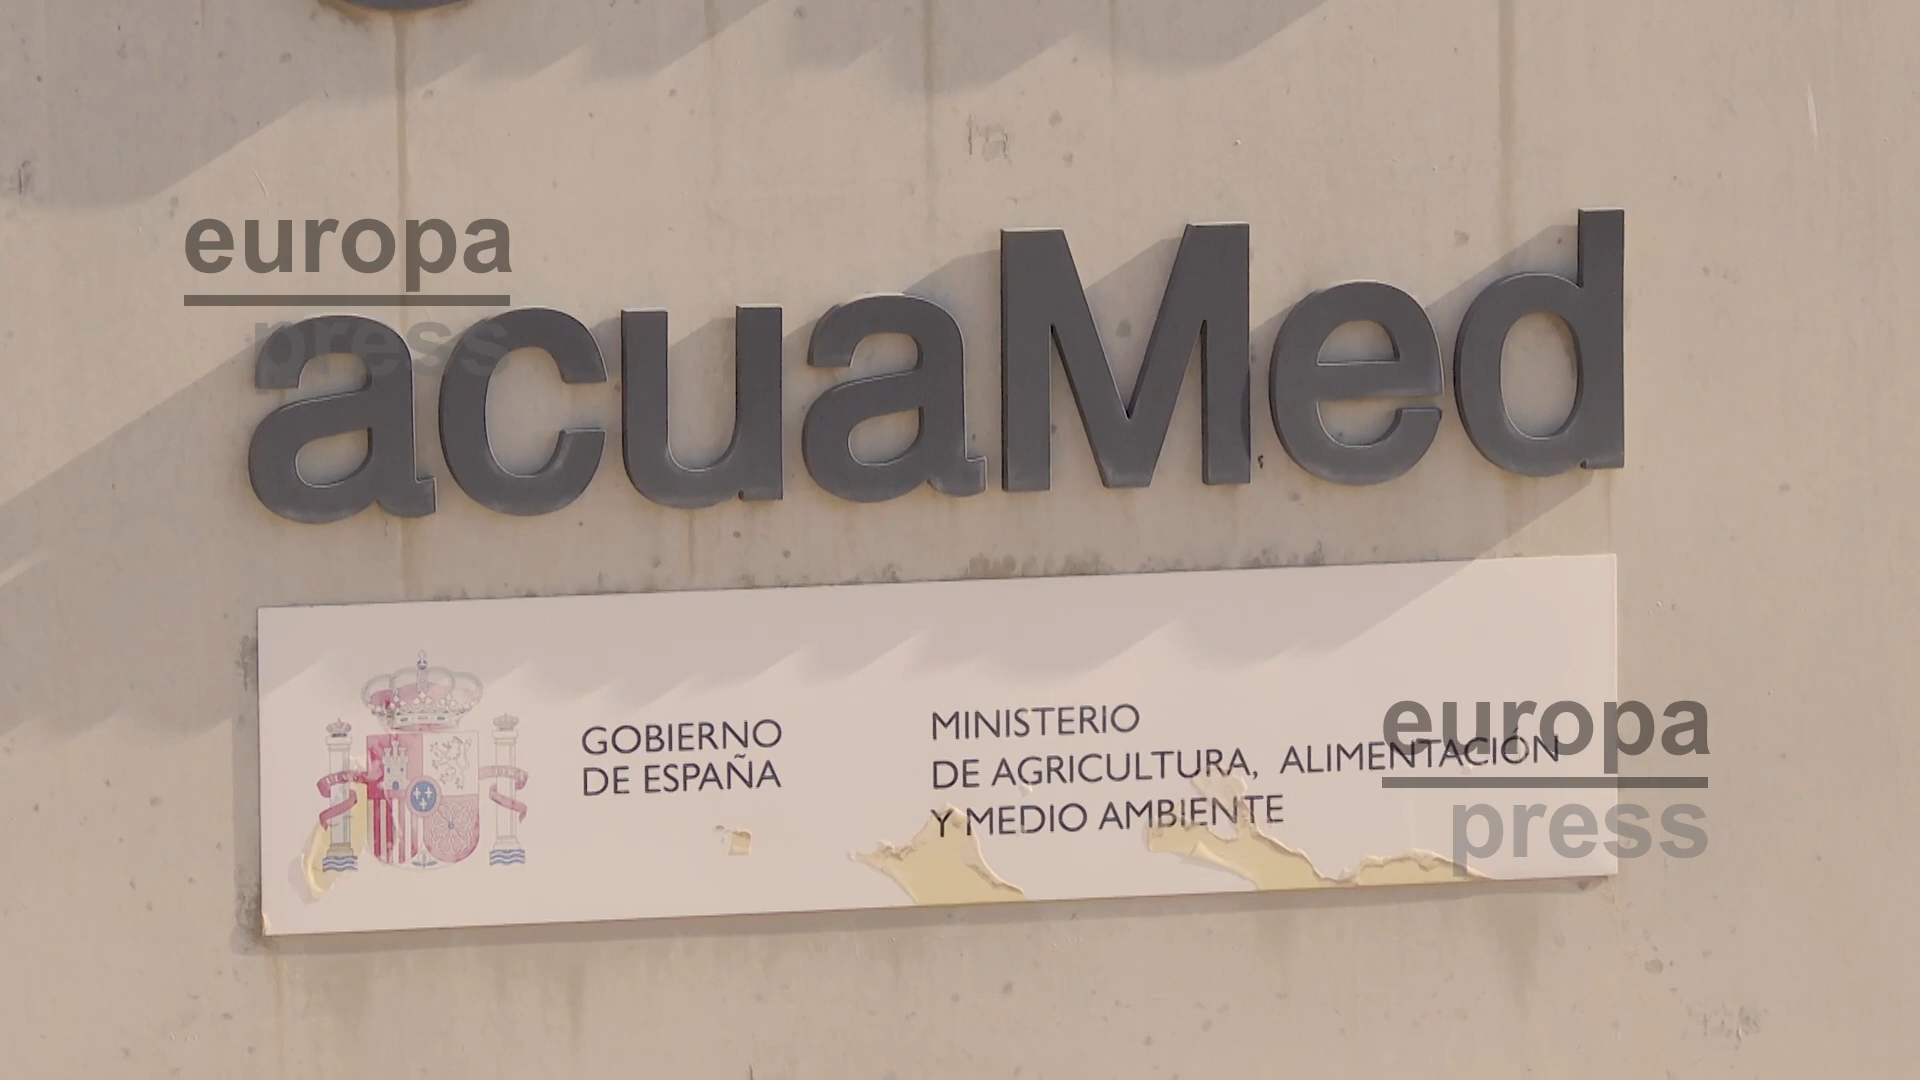 europa
press
acuaMed
GOBIERNO
DE ESPAÑA
MINISTERIO
DE AGRICULTURA, ALIMENTACIÓN
Y MEDIO AMBIENTE
europa
press